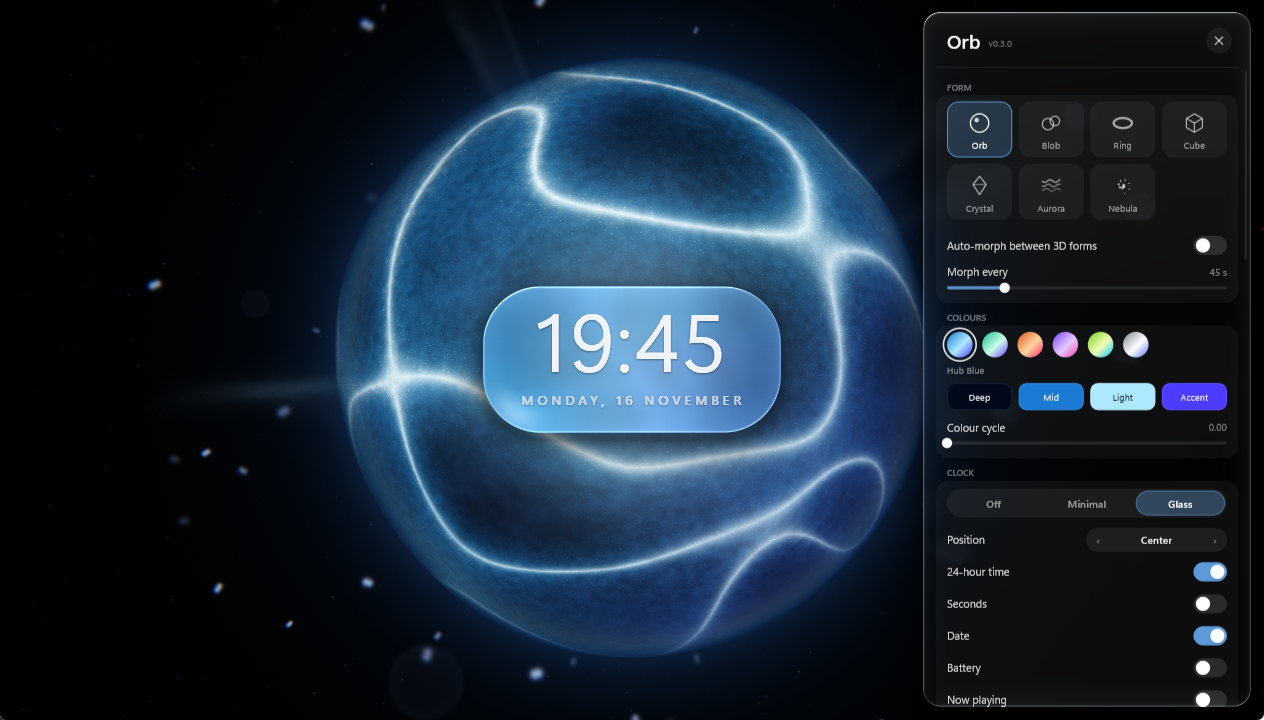 19:45
MONDAY, 16 NOVEMBER
Orb v0.3.0
FORM
Orb
Blob
Ring
Cube
Crystal
Aurora
Nebula
Auto-morph between 3D forms
Morph every 45 s
COLOURS
Hub Blue
Deep
Mid
Light
Accent
Colour cycle 0.00
CLOCK
Off
Minimal
Glass
Position ‹ Center ›
24-hour time
Seconds
Date
Battery
Now playing